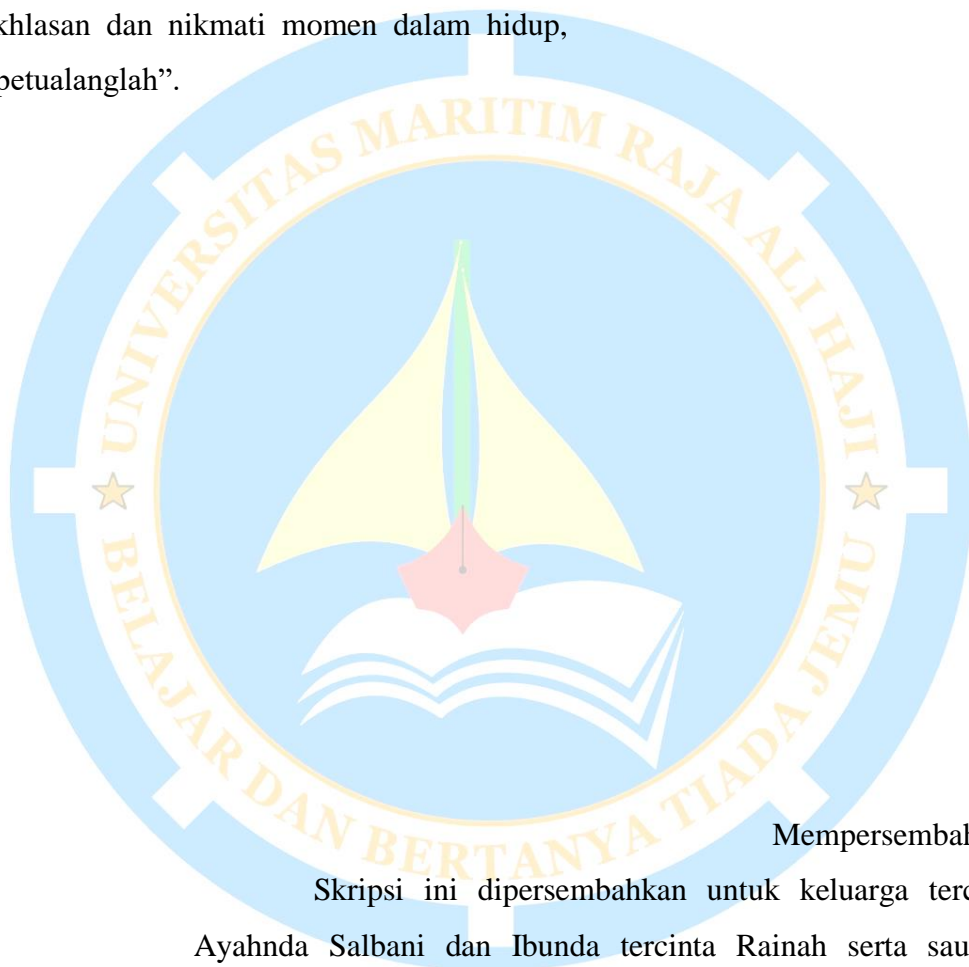 khlasan dan nikmati momen dalam hidup,
petualanglah”.
UNIVERSITAS MARITIM RAJA ALI HAJI
BELAJAR DAN BERTANYA TIADA JEMU
Mempersembah
Skripsi ini dipersembahkan untuk keluarga terc
Ayahnda Salbani dan Ibunda tercinta Rainah serta sau